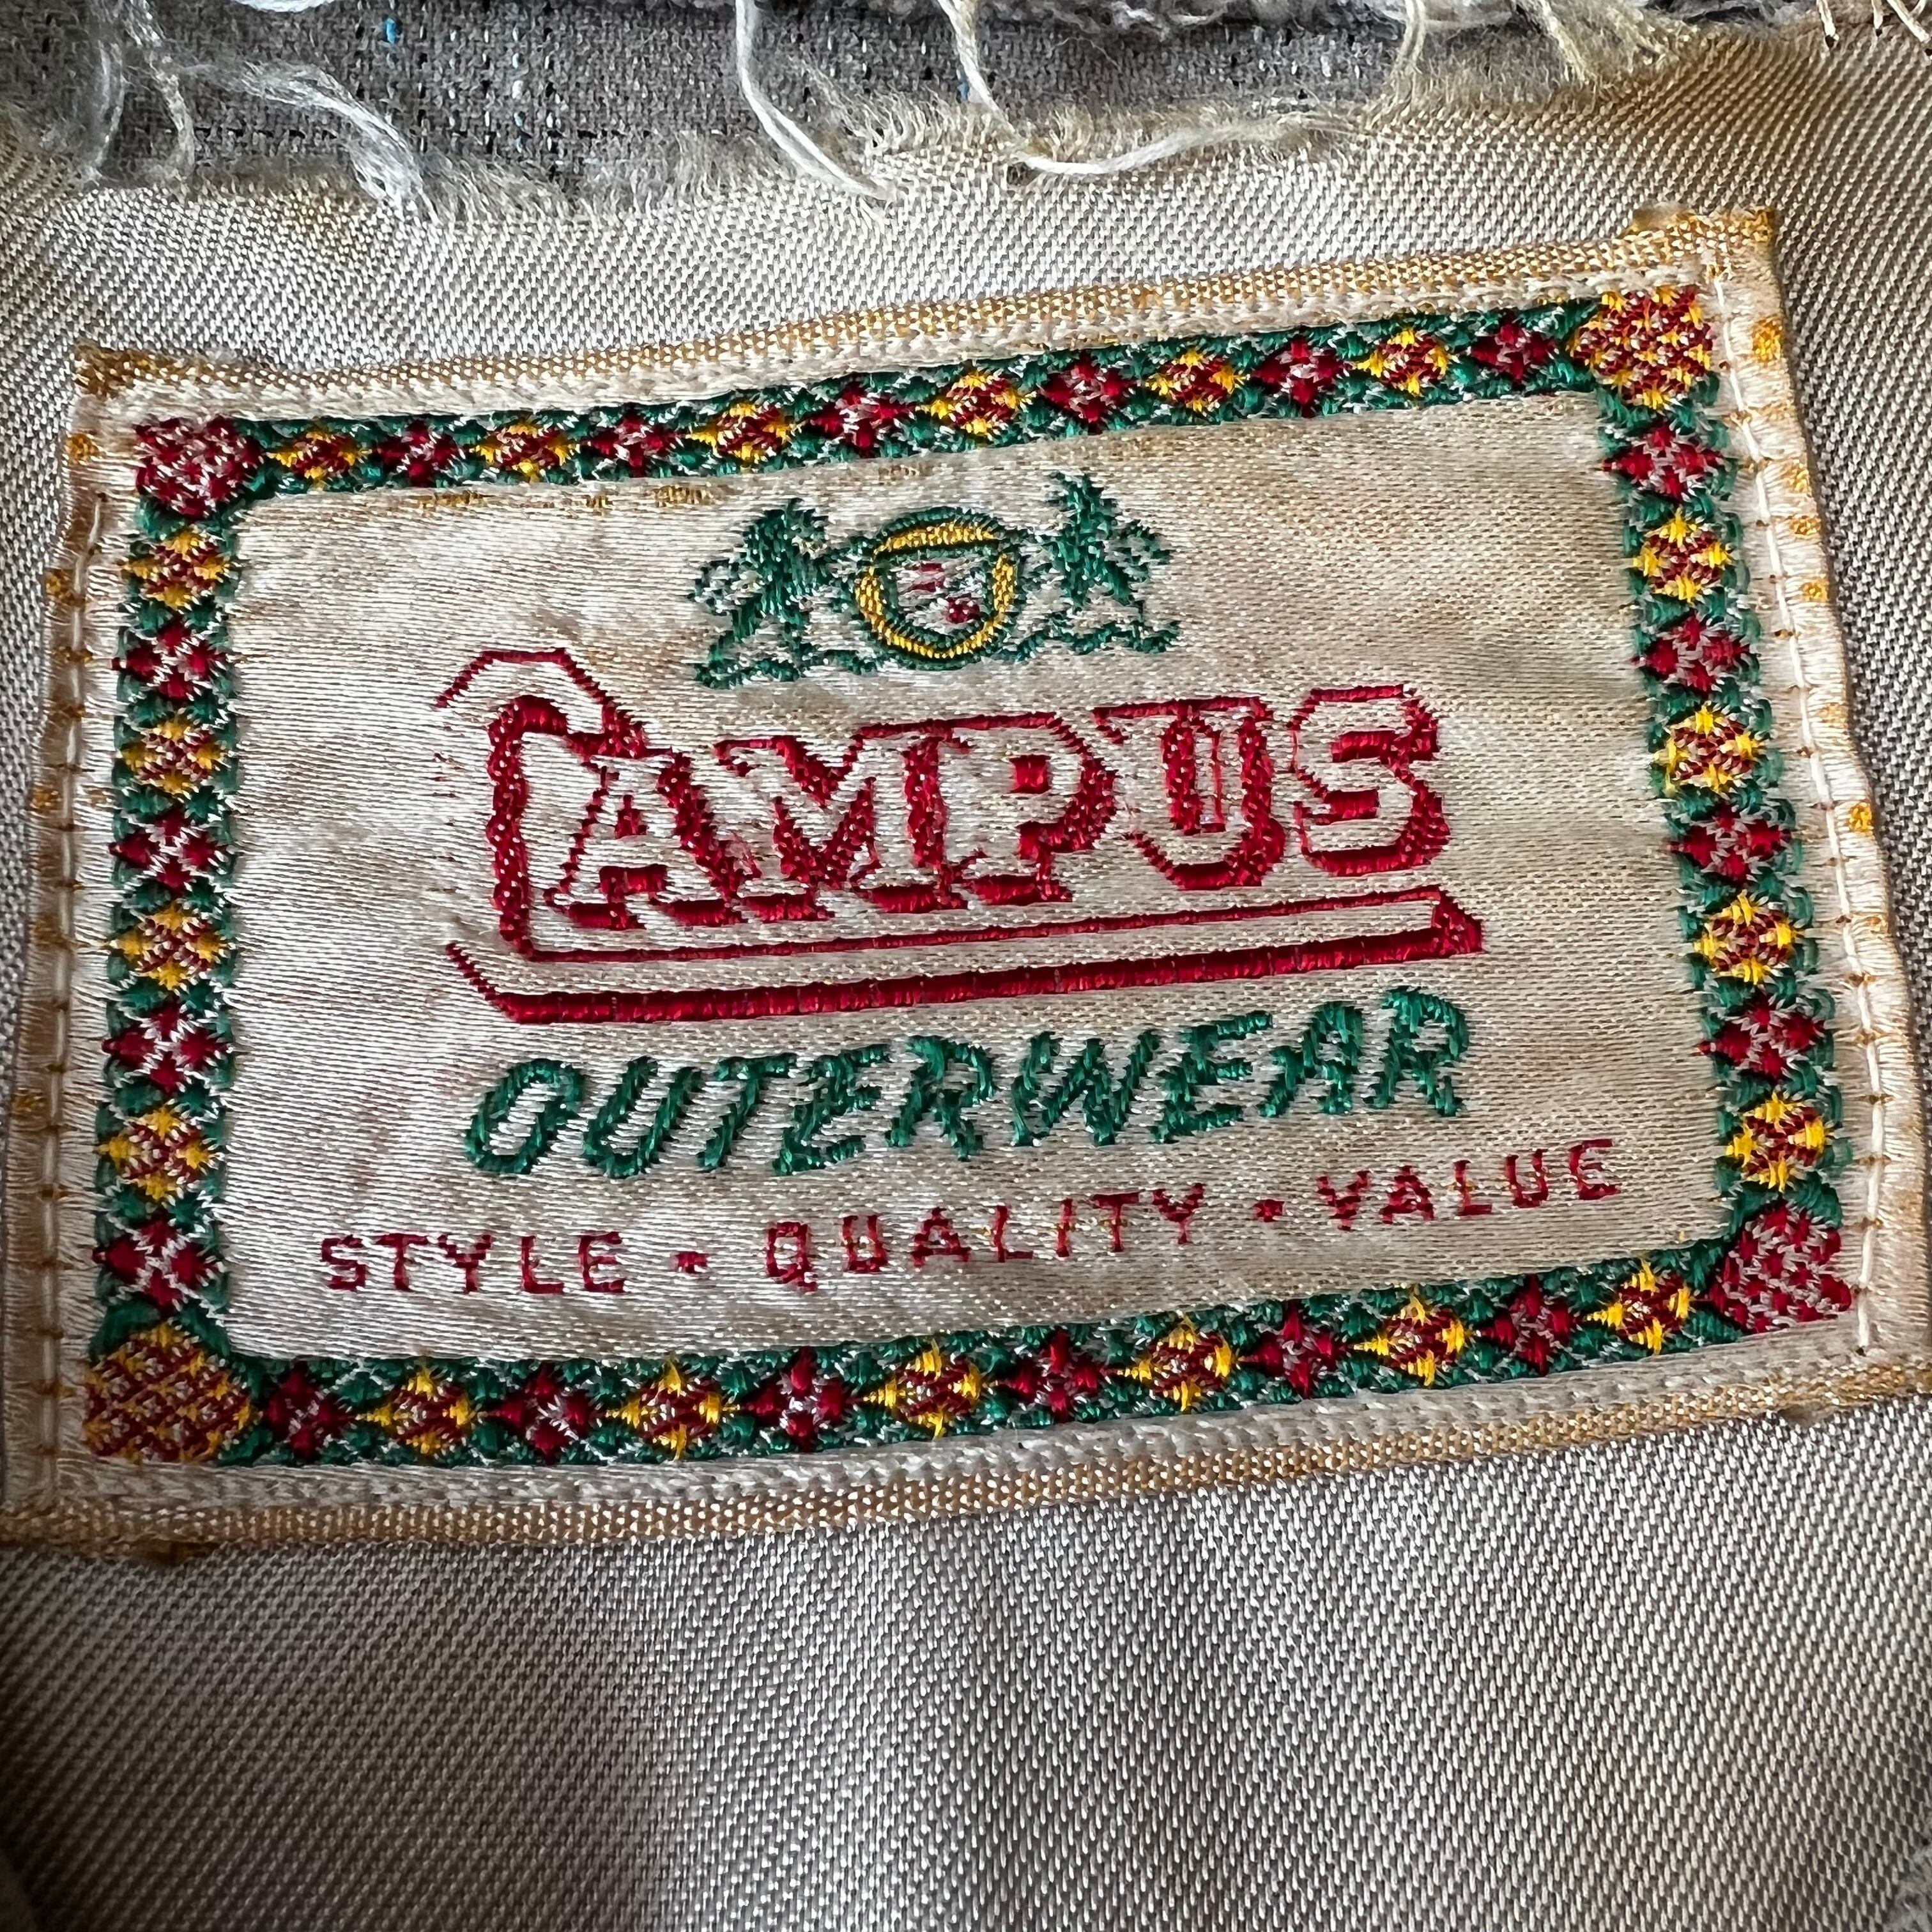 CAMPUS
OUTERWEAR
STYLE • QUALITY • VALUE